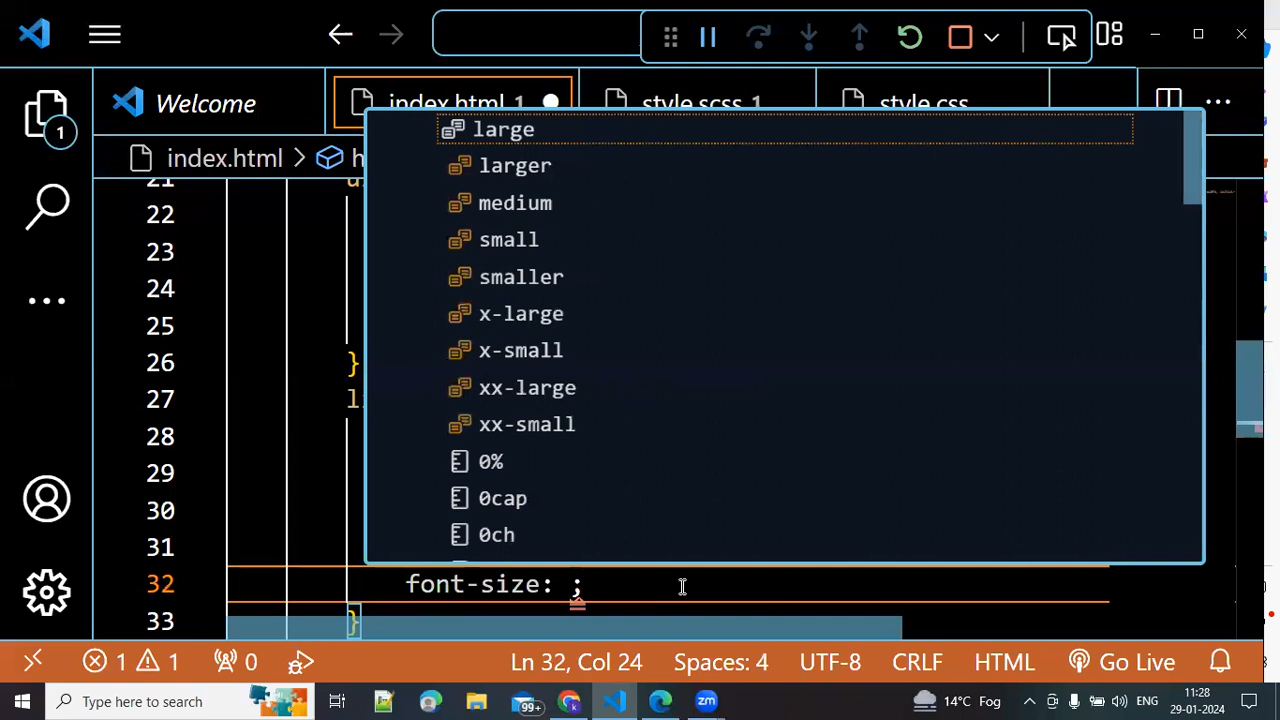 Welcome
index.html 1
style.scss 1
style.css
1
index.html
22
23
24
25
26 }
27
28
29
30
31
32 font-size: ;
33 }
large
larger
medium
small
smaller
x-large
x-small
xx-large
xx-small
0%
0cap
0ch
1 1 0
Ln 32, Col 24
Spaces: 4
UTF-8
CRLF
HTML
Go Live
Type here to search
99+
14°C Fog
ENG
11:28
29-01-2024